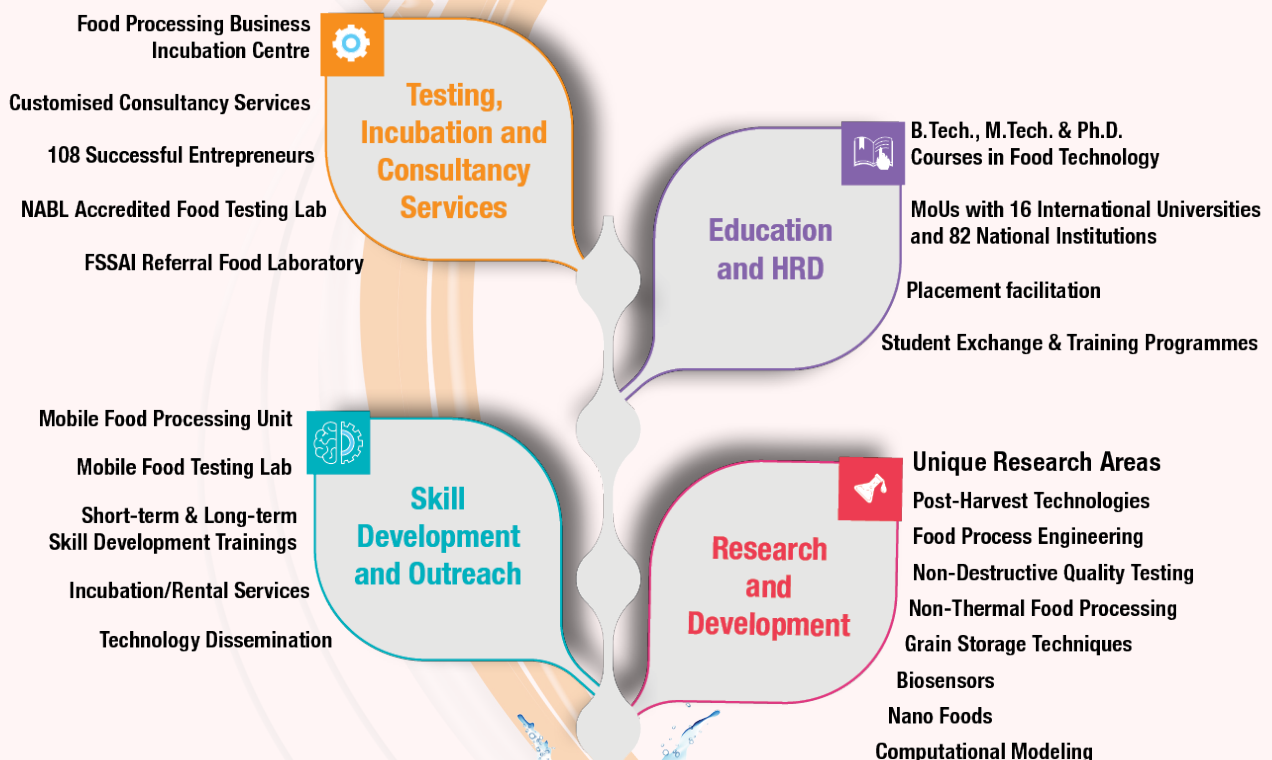 Food Processing Business
Incubation Centre
Customised Consultancy Services
108 Successful Entrepreneurs
NABL Accredited Food Testing Lab
FSSAI Referral Food Laboratory
Testing,
Incubation and
Consultancy
Services
Education
and HRD
B.Tech., M.Tech. & Ph.D.
Courses in Food Technology
MoUs with 16 International Universities
and 82 National Institutions
Placement facilitation
Student Exchange & Training Programmes
Mobile Food Processing Unit
Mobile Food Testing Lab
Short-term & Long-term
Skill Development Trainings
Incubation/Rental Services
Technology Dissemination
Skill
Development
and Outreach
Research
and
Development
Unique Research Areas
Post-Harvest Technologies
Food Process Engineering
Non-Destructive Quality Testing
Non-Thermal Food Processing
Grain Storage Techniques
Biosensors
Nano Foods
Computational Modeling